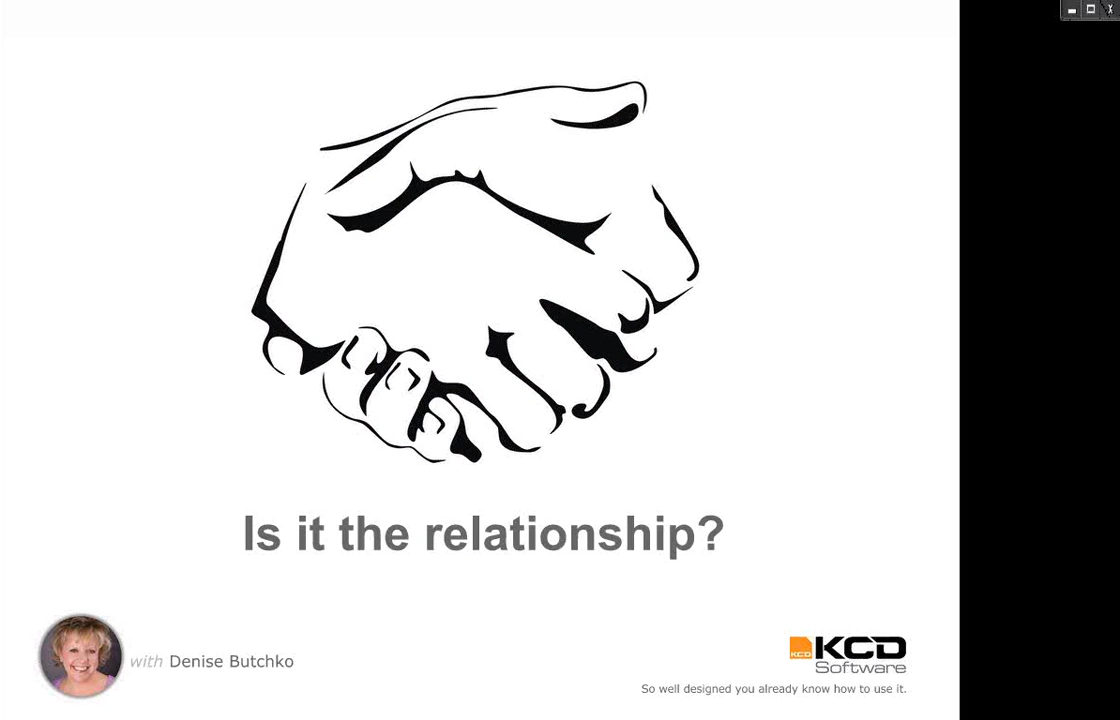 Is it the relationship?
with Denise Butchko
KCD
KCD
Software
So well designed you already know how to use it.